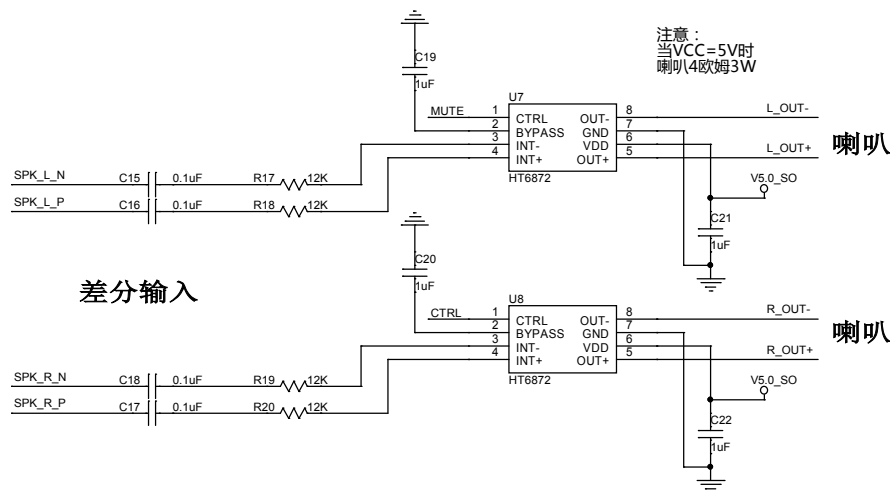 注意：
当VCC=5V时
喇叭4欧姆3W
C19
1uF
U7
MUTE 1 CTRL OUT- 8 L_OUT-
2 BYPASS GND 7
3 INT- VDD 6
4 INT+ OUT+ 5 L_OUT+
喇叭
HT6872
SPK_L_N C15 0.1uF R17 12K
V5.0_SO
SPK_L_P C16 0.1uF R18 12K
C21
1uF
C20
1uF
差分输入
U8
CTRL 1 CTRL OUT- 8 R_OUT-
2 BYPASS GND 7
3 INT- VDD 6
4 INT+ OUT+ 5 R_OUT+
喇叭
HT6872
SPK_R_N C18 0.1uF R19 12K
V5.0_SO
SPK_R_P C17 0.1uF R20 12K
C22
1uF